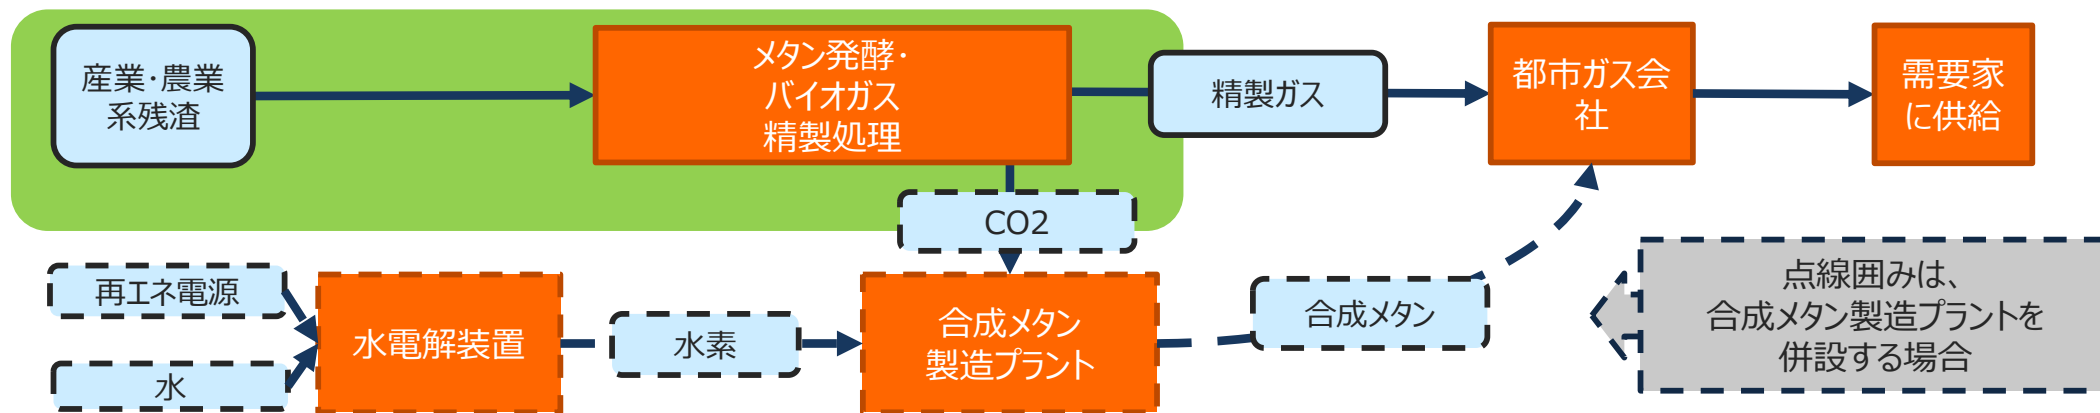 産業・農業
系残渣
メタン発酵・
バイオガス
精製処理
精製ガス
都市ガス会
社
需要家
に供給
CO2
再エネ電源
水
水電解装置
水素
合成メタン
製造プラント
合成メタン
点線囲みは、
合成メタン製造プラントを
併設する場合